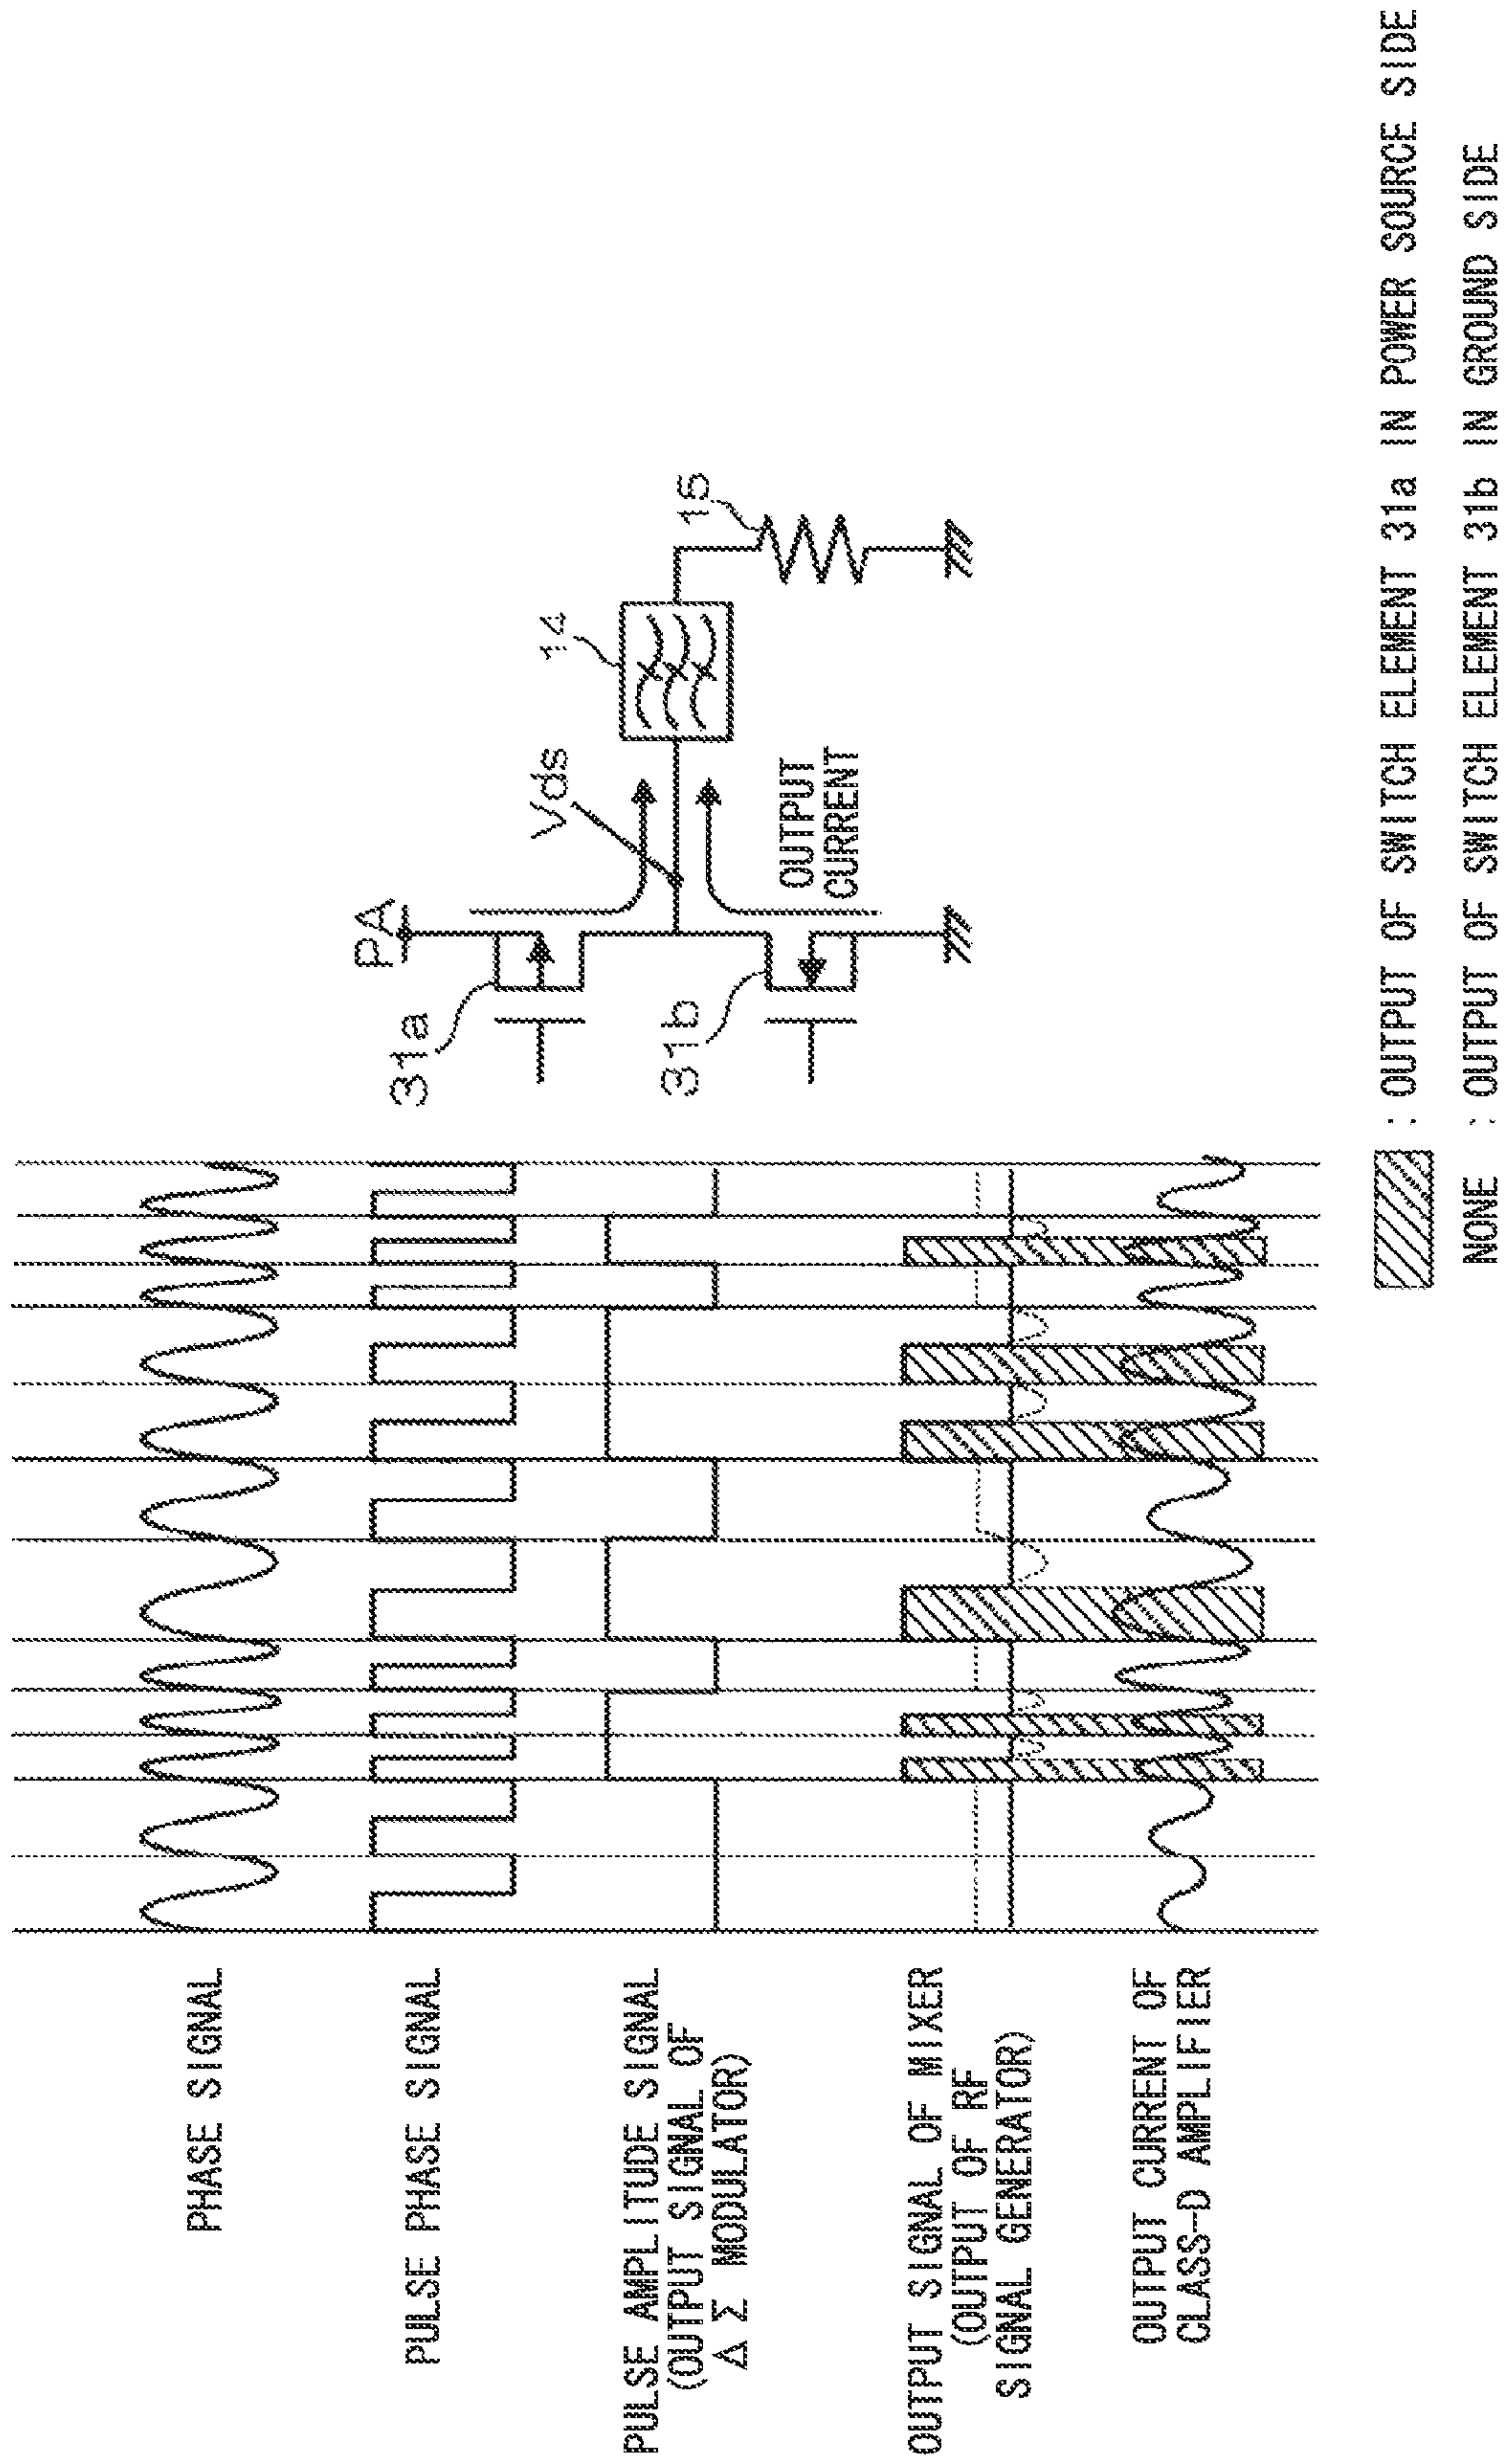 PHASE SIGNAL
PULSE PHASE SIGNAL
PULSE AMPLITUDE SIGNAL
(OUTPUT SIGNAL OF
Δ Σ MODULATOR)
OUTPUT SIGNAL OF MIXER
(OUTPUT OF RF
SIGNAL GENERATOR)
OUTPUT CURRENT OF
CLASS-D AMPLIFIER
PA
31a
31b
Vds
14
15
OUTPUT
CURRENT
: OUTPUT OF SWITCH ELEMENT 31a IN POWER SOURCE SIDE
NONE : OUTPUT OF SWITCH ELEMENT 31b IN GROUND SIDE